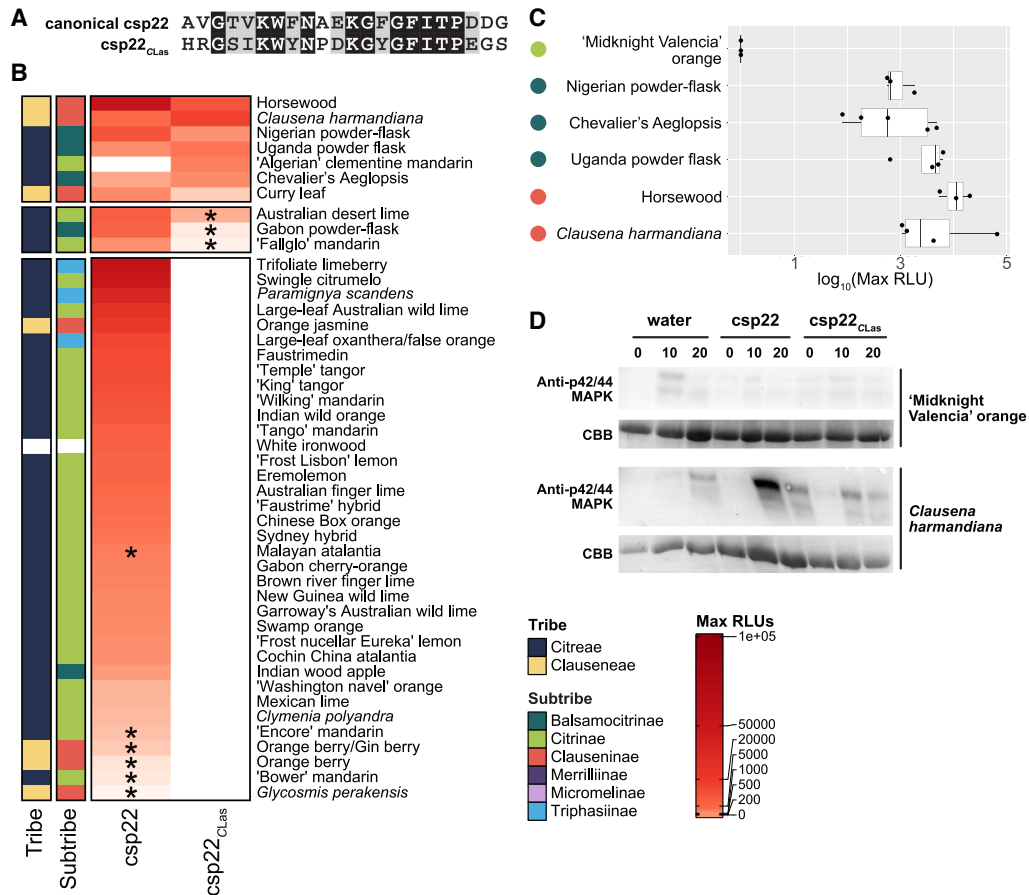 A
canonical csp22 AVGTVKWFNAEKGFGFITPDDG
csp22CLas HRGSIKWYNPDKGYGFITPEGS
B
Horsewood
Clausena harmandiana
Nigerian powder-flask
Uganda powder flask
'Algerian' clementine mandarin
Chevalier's Aeglopsis
Curry leaf
Australian desert lime
*
Gabon powder-flask
*
'Fallglo' mandarin
*
Trifoliate limeberry
Swingle citrumelo
Paramignya scandens
Large-leaf Australian wild lime
Orange jasmine
Large-leaf oxanthera/false orange
Faustrimedin
'Temple' tangor
'King' tangor
'Wilking' mandarin
Indian wild orange
'Tango' mandarin
White ironwood
'Frost Lisbon' lemon
Eremolemon
Australian finger lime
'Faustrime' hybrid
Chinese Box orange
Sydney hybrid
Malayan atalantia
*
Gabon cherry-orange
Brown river finger lime
New Guinea wild lime
Garroway's Australian wild lime
Swamp orange
'Frost nucellar Eureka' lemon
Cochin China atalantia
Indian wood apple
'Washington navel' orange
Mexican lime
Clymenia polyandra
'Encore' mandarin
*
Orange berry/Gin berry
*
Orange berry
*
'Bower' mandarin
*
Glycosmis perakensis
*
Tribe
Subtribe
csp22
csp22CLas
C
'Midknight Valencia' orange
Nigerian powder-flask
Chevalier's Aeglopsis
Uganda powder flask
Horsewood
Clausena harmandiana
1 3 5
log10(Max RLU)
D
water csp22 csp22CLas
0 10 20 0 10 20 0 10 20
Anti-p42/44 MAPK
CBB
'Midknight Valencia' orange
Anti-p42/44 MAPK
CBB
Clausena harmandiana
Tribe
Citreae
Clauseneae
Subtribe
Balsamocitrinae
Citrinae
Clauseninae
Merrilliinae
Micromelinae
Triphasiinae
Max RLUs
1e+05
50000
20000
5000
1000
200
0